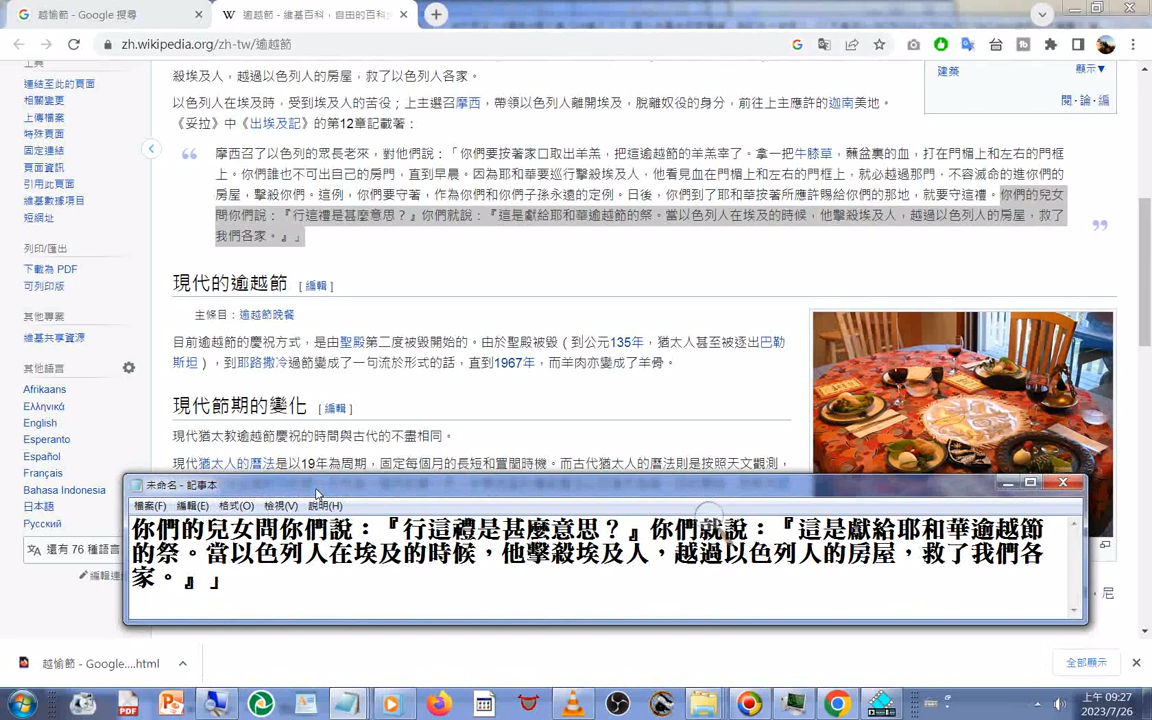 越愉節 - Google 搜尋
逾越節 - 維基百科，自由的百科
zh.wikipedia.org/zh-tw/逾越節
工具
連結至此的頁面
相關變更
上傳檔案
特殊頁面
固定連結
頁面資訊
引用此頁面
維基數據項目
短網址
列印/匯出
下載為 PDF
可列印版
其他專案
維基共享資源
其他語言
Afrikaans
Ελληνικά
English
Esperanto
Español
Français
Bahasa Indonesia
日本語
Русский
還有 76 種語言
編輯連
殺埃及人，越過以色列人的房屋，救了以色列人各家。
以色列人在埃及時，受到埃及人的苦役；上主選召摩西，帶領以色列人離開埃及，脫離奴役的身分，前往上主應許的迦南美地。
《妥拉》中《出埃及記》的第12章記載著：
摩西召了以色列的眾長老來，對他們說：「你們要按著家口取出羊羔，把這逾越節的羊羔宰了。拿一把牛膝草，蘸盆裏的血，打在門楣上和左右的門框
上。你們誰也不可出自己的房門，直到早晨。因為耶和華要巡行擊殺埃及人，他看見血在門楣上和左右的門框上，就必越過那門，不容滅命的進你們的
房屋，擊殺你們。這例，你們要守著，作為你們和你們子孫永遠的定例。日後，你們到了耶和華按著所應許賜給你們的那地，就要守這禮。你們的兒女
問你們說：『行這禮是甚麼意思？』你們就說：『這是獻給耶和華逾越節的祭。當以色列人在埃及的時候，他擊殺埃及人，越過以色列人的房屋，救了
我們各家。』」
建築
顯示▼
閱·論·編
現代的逾越節 [編輯]
主條目：逾越節晚餐
目前逾越節的慶祝方式，是由聖殿第二度被毀開始的。由於聖殿被毀（到公元135年，猶太人甚至被逐出巴勒
斯坦），到耶路撒冷過節變成了一句流於形式的話，直到1967年，而羊肉亦變成了羊骨。
現代節期的變化 [編輯]
現代猶太教逾越節慶祝的時間與古代的不盡相同。
現代猶太人的曆法是以19年為周期，固定每個月的長短和置閏時機。而古代猶太人的曆法則是按照天文觀測，
，尼
未命名 - 記事本
檔案(F) 編輯(E) 格式(O) 檢視(V) 說明(H)
你們的兒女問你們說：『行這禮是甚麼意思？』你們就說：『這是獻給耶和華逾越節
的祭。當以色列人在埃及的時候，他擊殺埃及人，越過以色列人的房屋，救了我們各
家。』」
越愉節 - Google....html
全部顯示
上午 09:27
2023/7/26